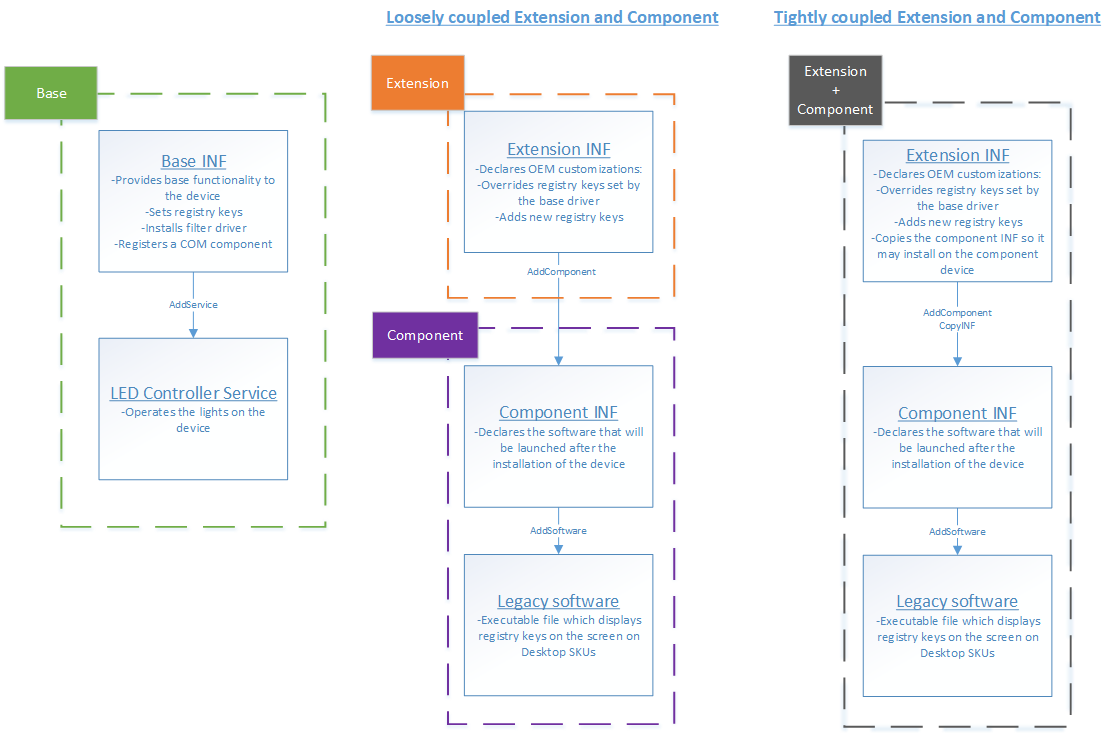 Loosely coupled Extension and Component
Tightly coupled Extension and Component
Base
Base INF
-Provides base functionality to
the device
-Sets registry keys
-Installs filter driver
-Registers a COM component
AddService
LED Controller Service
-Operates the lights on the
device
Extension
Extension INF
-Declares OEM customizations:
-Overrides registry keys set by
the base driver
-Adds new registry keys
AddComponent
Component
Component INF
-Declares the software that will
be launched after the
installation of the device
AddSoftware
Legacy software
-Executable file which displays
registry keys on the screen on
Desktop SKUs
Extension
+
Component
Extension INF
-Declares OEM customizations:
-Overrides registry keys set by
the base driver
-Adds new registry keys
-Copies the component INF so it
may install on the component
device
AddComponent
CopyINF
Component INF
-Declares the software that will
be launched after the
installation of the device
AddSoftware
Legacy software
-Executable file which displays
registry keys on the screen on
Desktop SKUs